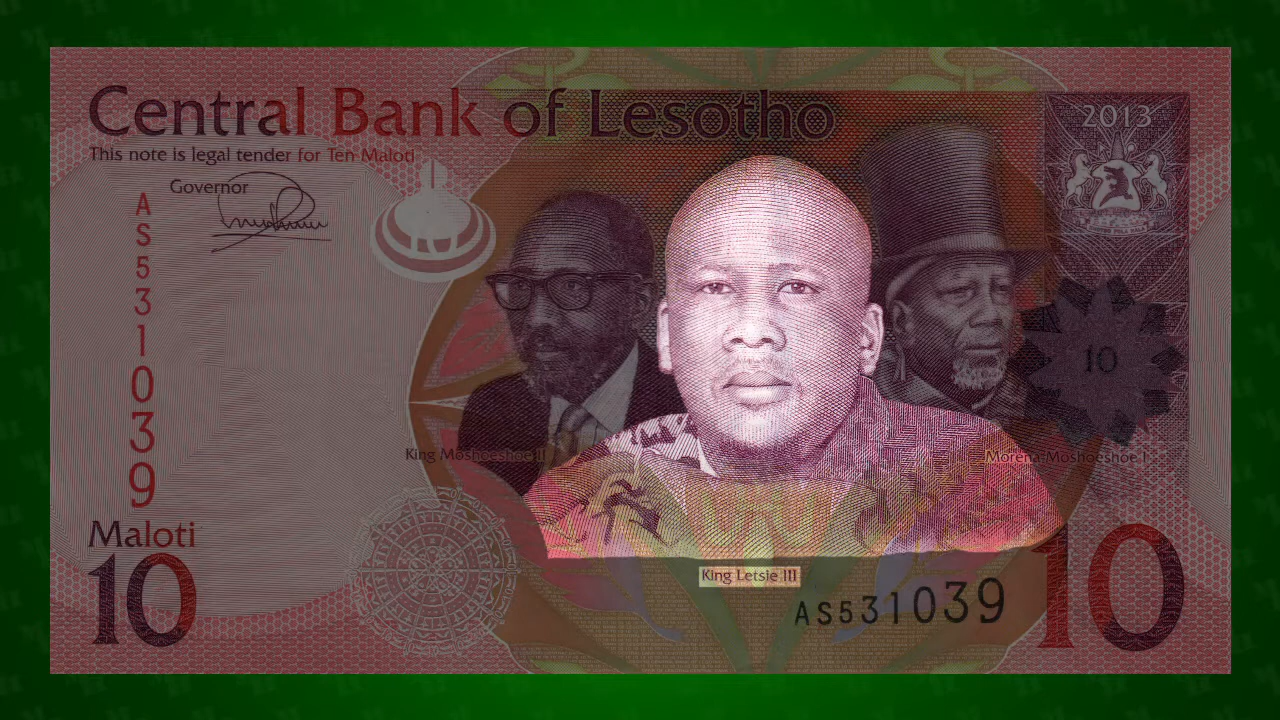 Central Bank of Lesotho
This note is legal tender for Ten Maloti
Governor
2013
AS531039
10
King Moshoeshoe II
Morena Moshoeshoe I
Maloti
10
King Letsie III
AS531039
10